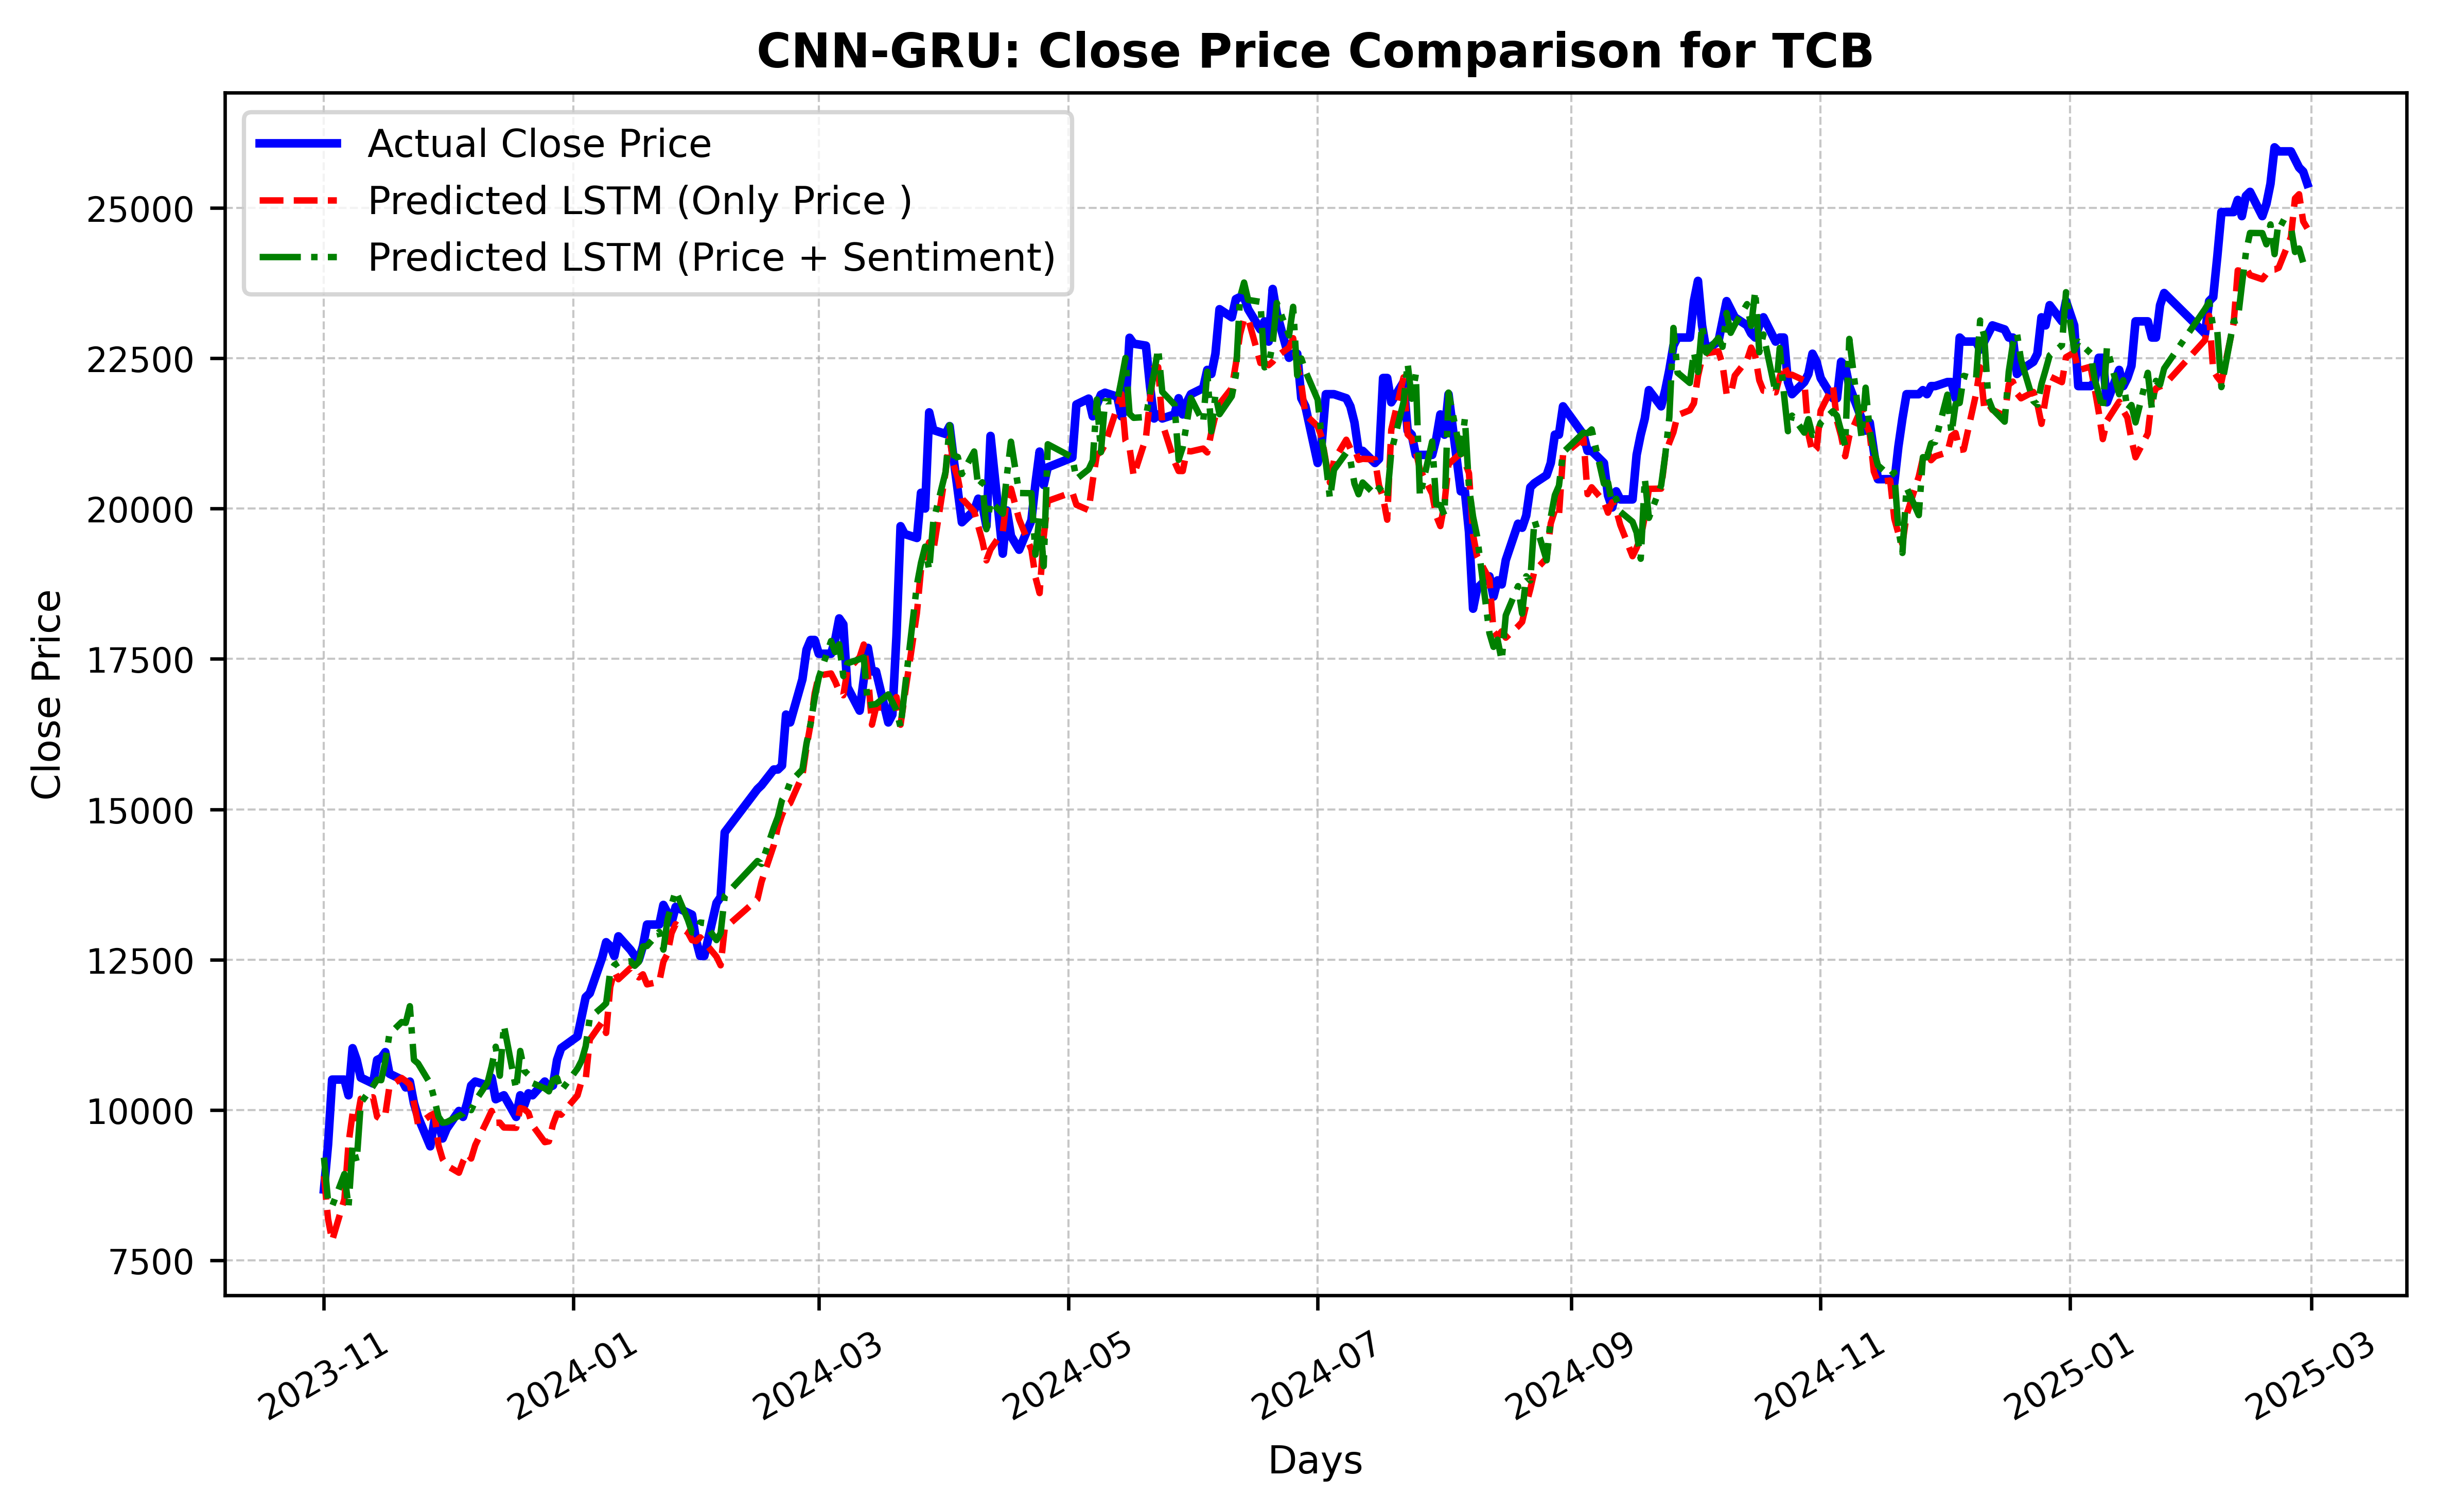 CNN-GRU: Close Price Comparison for TCB
Actual Close Price
Predicted LSTM (Only Price )
Predicted LSTM (Price + Sentiment)
Close Price
25000
22500
20000
17500
15000
12500
10000
7500
2023-11
2024-01
2024-03
2024-05
2024-07
2024-09
2024-11
2025-01
2025-03
Days